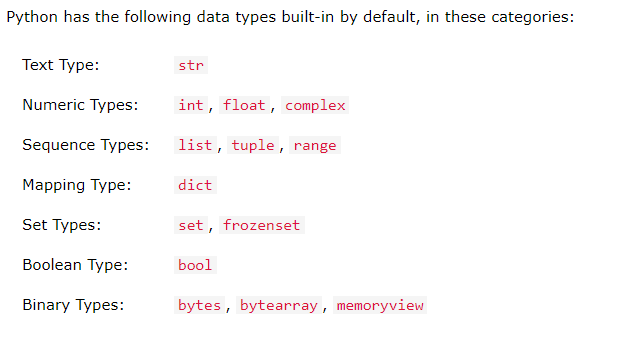 Python has the following data types built-in by default, in these categories:
Text Type: str
Numeric Types: int, float, complex
Sequence Types: list, tuple, range
Mapping Type: dict
Set Types: set, frozenset
Boolean Type: bool
Binary Types: bytes, bytearray, memoryview